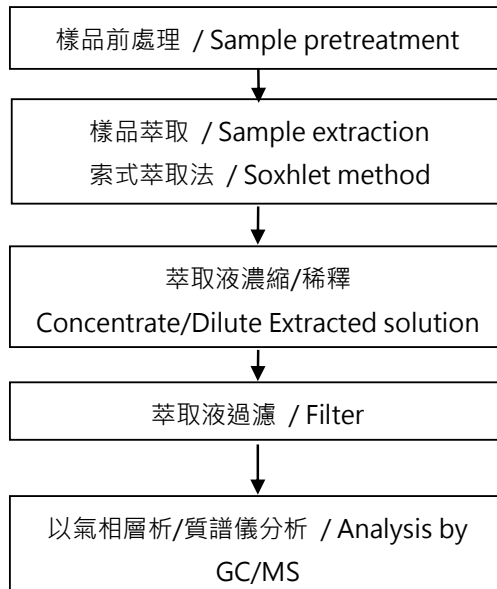 樣品前處理 / Sample pretreatment
樣品萃取 / Sample extraction
索式萃取法 / Soxhlet method
萃取液濃縮/稀釋
Concentrate/Dilute Extracted solution
萃取液過濾 / Filter
以氣相層析/質譜儀分析 / Analysis by
GC/MS